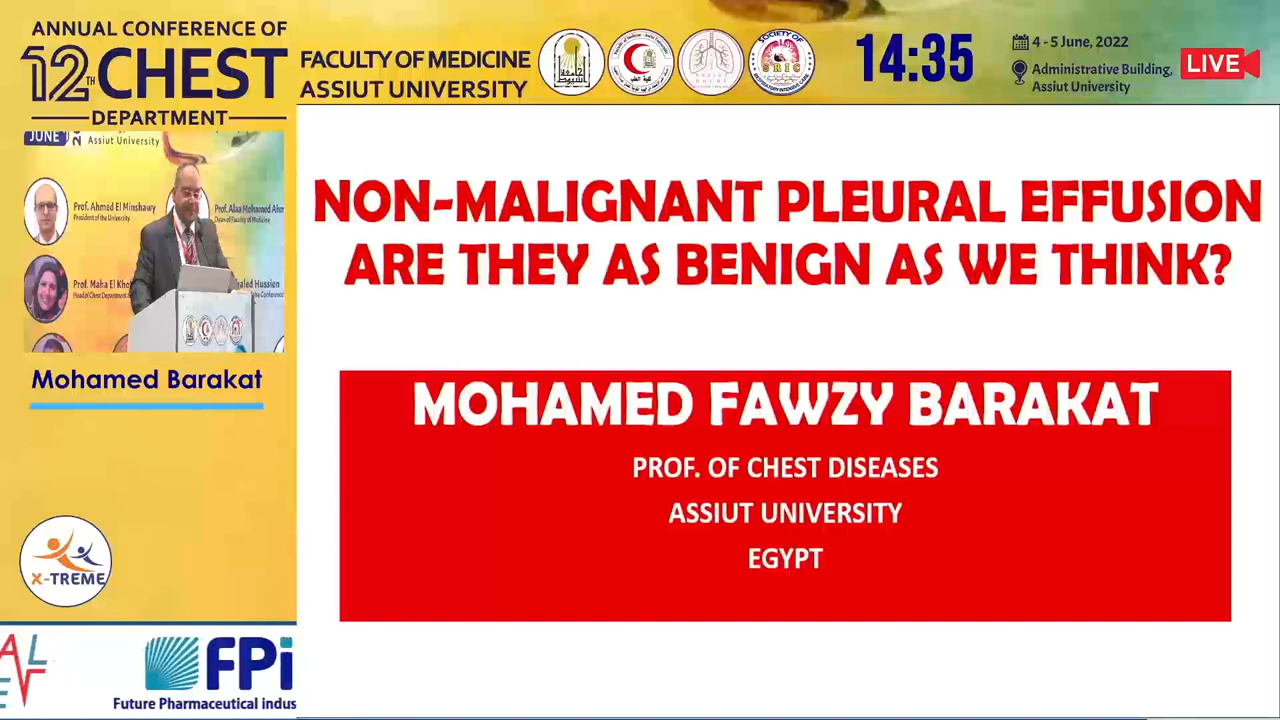 ANNUAL CONFERENCE OF
12TH CHEST
DEPARTMENT
FACULTY OF MEDICINE
ASSIUT UNIVERSITY
SOCIETY OF
SRIC
14:35
4 - 5 June, 2022
Administrative Building,
Assiut University
LIVE
JUNE
Assiut University
Prof. Ahmed El Minshawy
President of the University
Prof. Alaa Mohamed
Dean of Faculty of Medicine
Prof. Maha El
Head of Chest Department
Hussien
Mohamed Barakat
X-TREME
FPi
Future Pharmaceutical indus
NON-MALIGNANT PLEURAL EFFUSION
ARE THEY AS BENIGN AS WE THINK?
MOHAMED FAWZY BARAKAT
PROF. OF CHEST DISEASES
ASSIUT UNIVERSITY
EGYPT